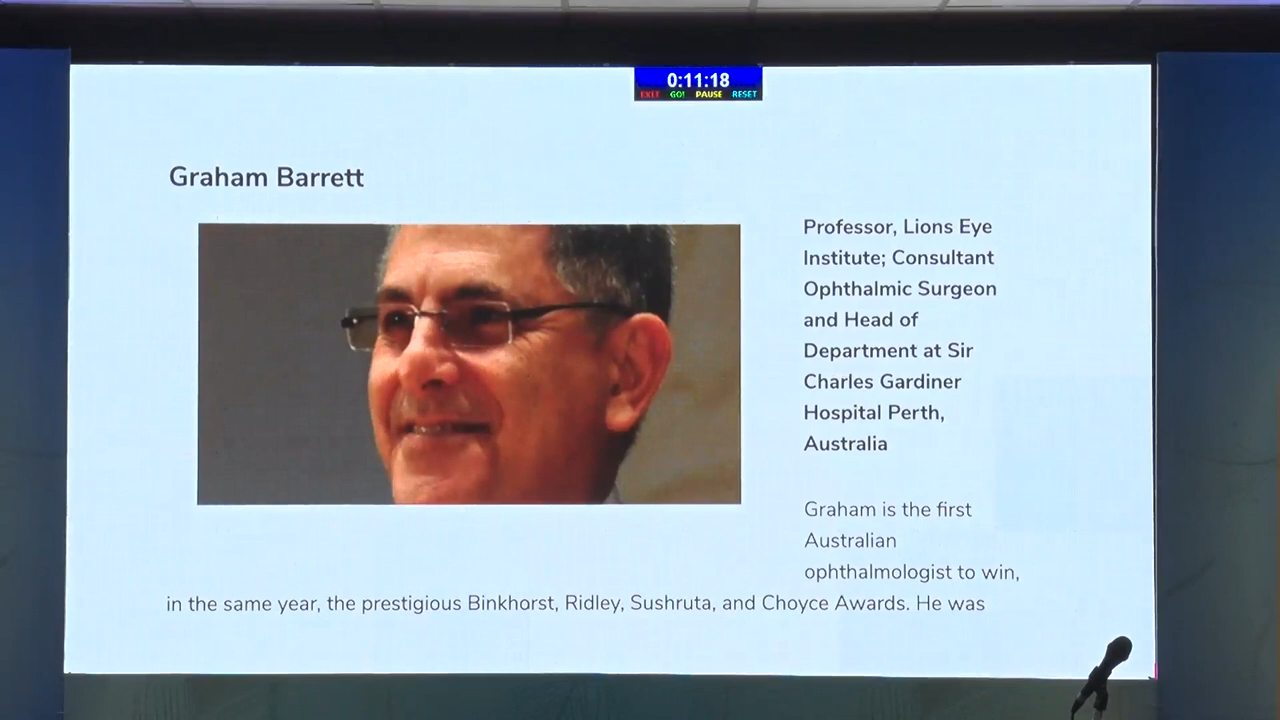 0:11:18
EXIT GO! PAUSE RESET
Graham Barrett
Professor, Lions Eye
Institute; Consultant
Ophthalmic Surgeon
and Head of
Department at Sir
Charles Gardiner
Hospital Perth,
Australia
Graham is the first
Australian
ophthalmologist to win,
in the same year, the prestigious Binkhorst, Ridley, Sushruta, and Choyce Awards. He was